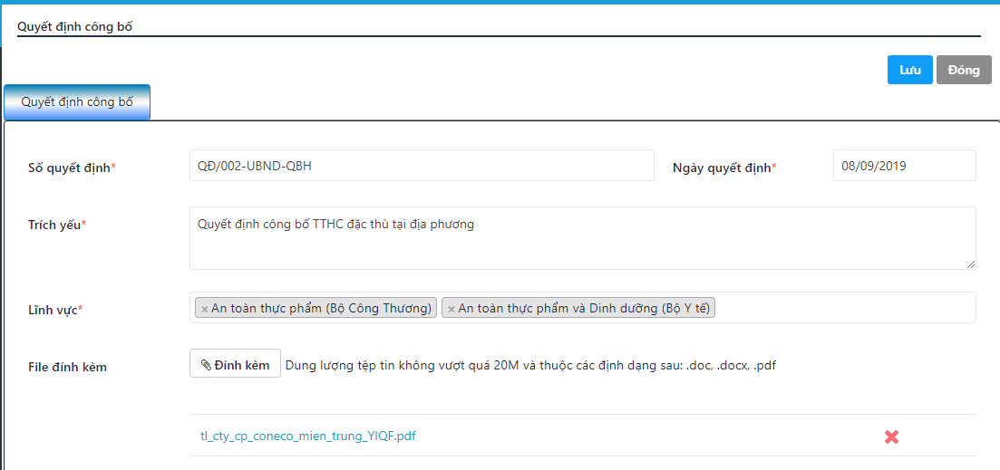 Quyết định công bố
Lưu Đóng
Quyết định công bố
Số quyết định* QĐ/002-UBND-QBH Ngày quyết định* 08/09/2019
Trích yếu* Quyết định công bố TTHC đặc thù tại địa phương
Lĩnh vực* ×An toàn thực phẩm (Bộ Công Thương) ×An toàn thực phẩm và Dinh dưỡng (Bộ Y tế)
File đính kèm Đính kèm Dung lượng tệp tin không vượt quá 20M và thuộc các định dạng sau: .doc, .docx, .pdf
tl_cty_cp_coneco_mien_trung_YIQF.pdf